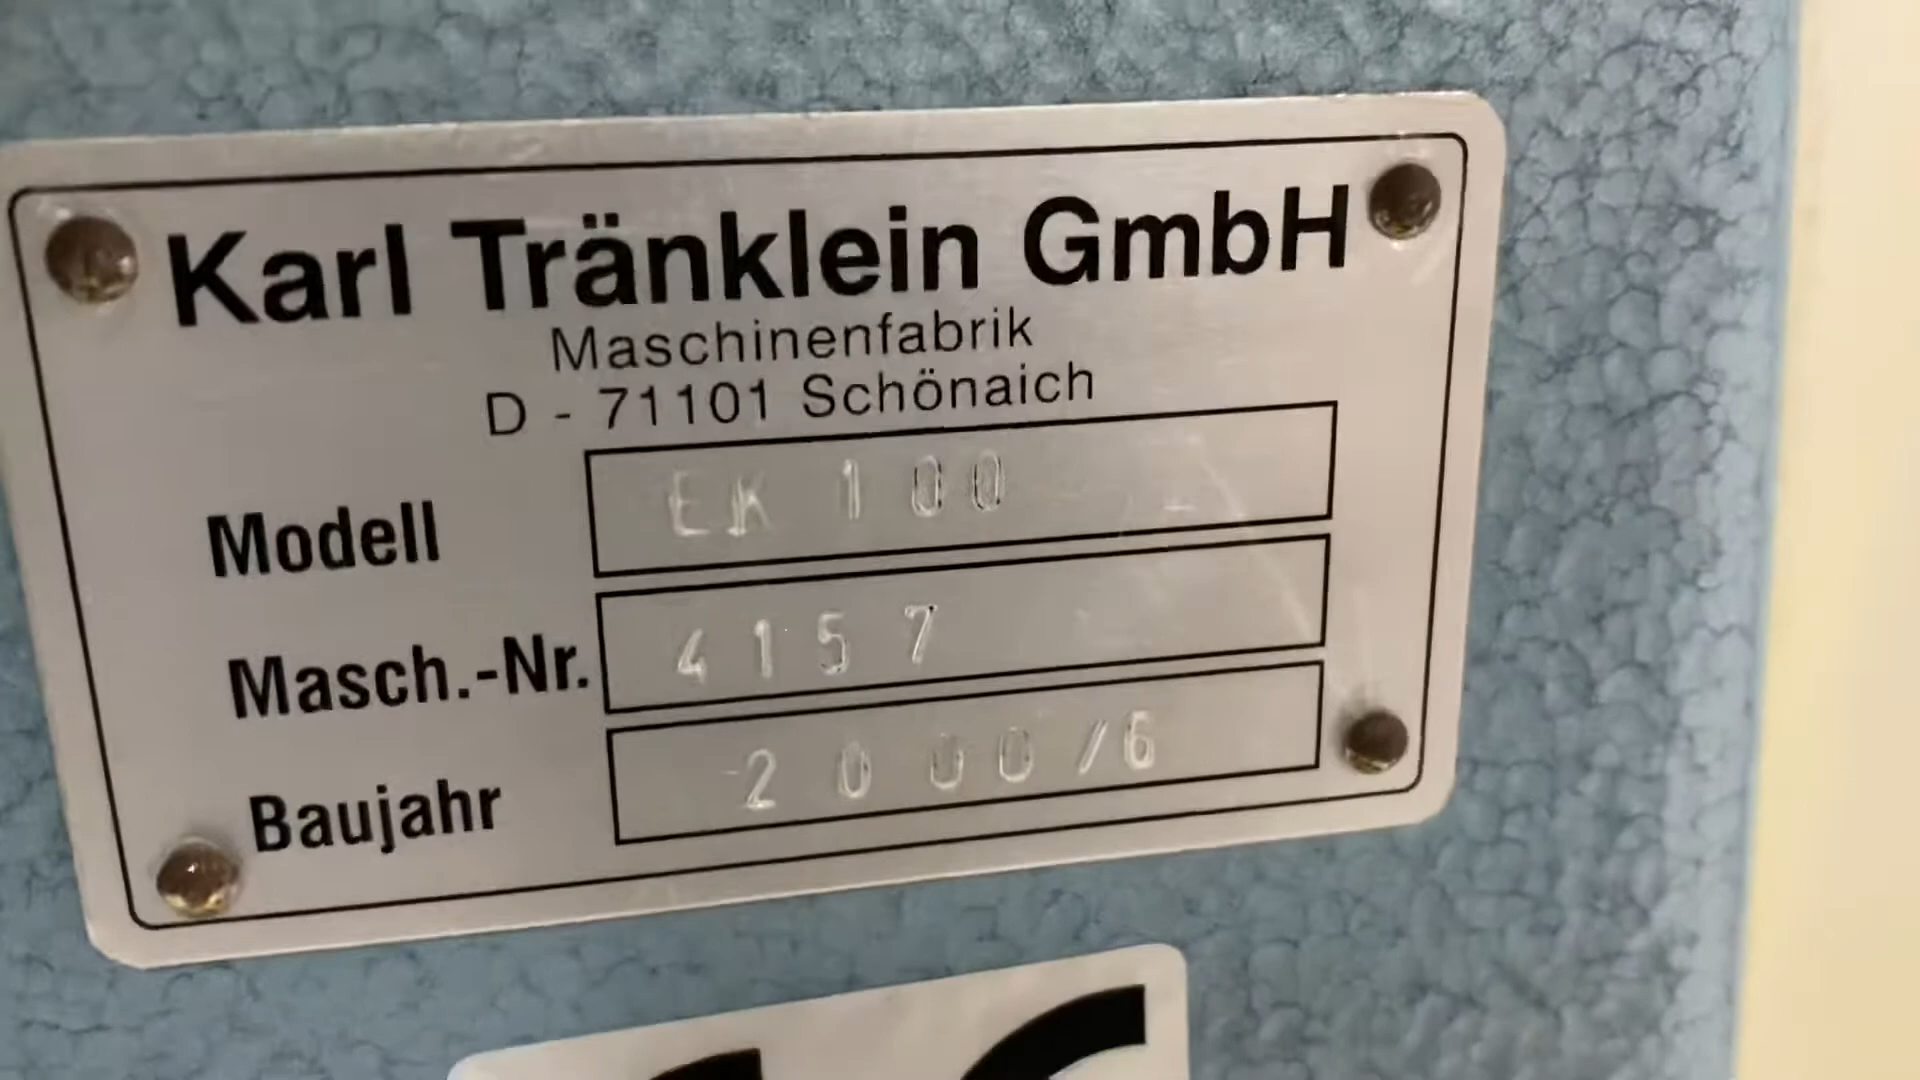 Karl Tränklein GmbH
Maschinenfabrik
D - 71101 Schönaich
Modell EK 100
Masch.-Nr. 4157
Baujahr 2000/6